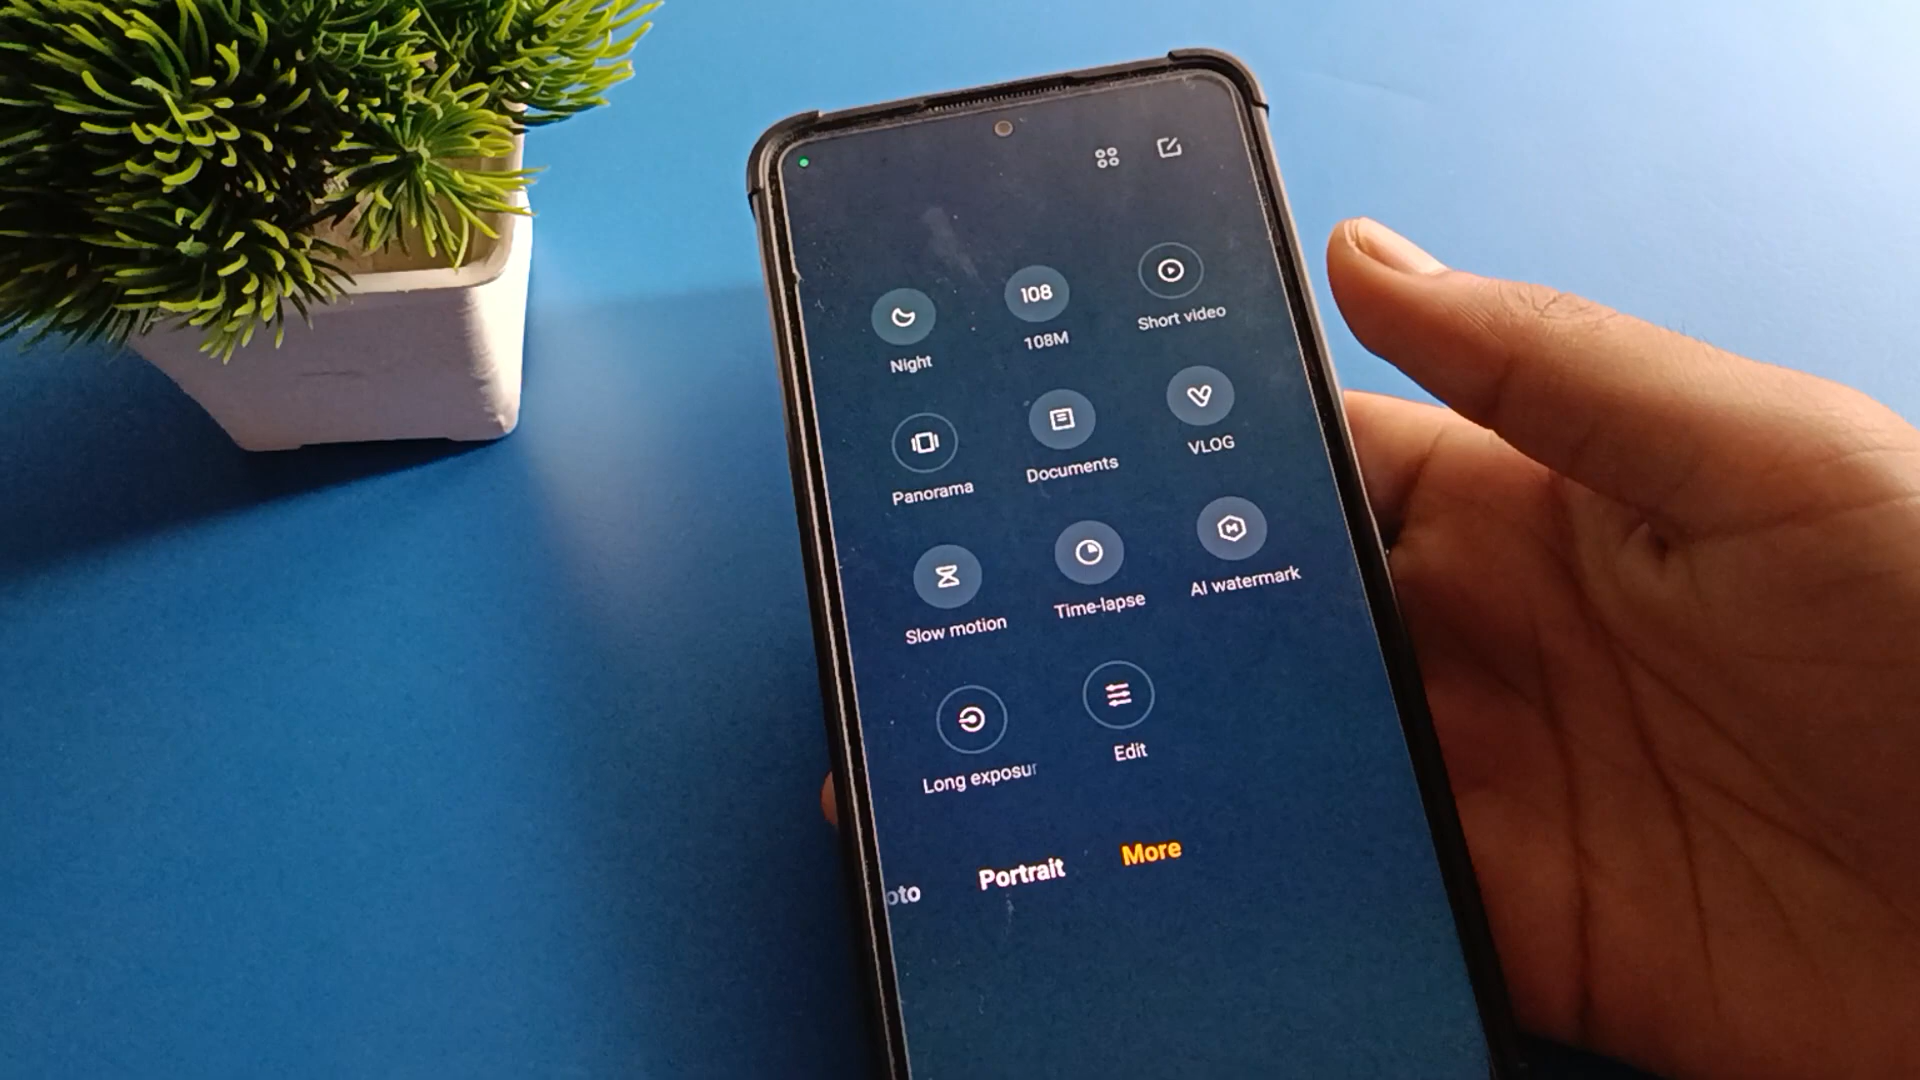 108
Night
108M
Short video
Panorama
Documents
VLOG
Slow motion
Time-lapse
AI watermark
Long exposur
Edit
oto
Portrait
More